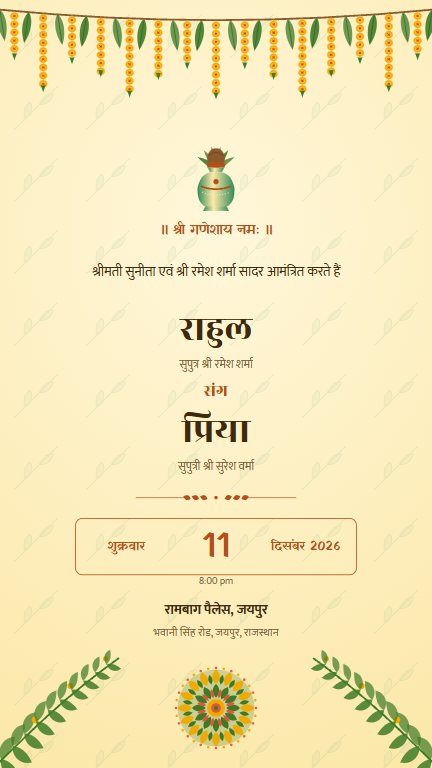 ॥ श्री गणेशाय नमः ॥
श्रीमती सुनीता एवं श्री रमेश शर्मा सादर आमंत्रित करते हैं
राहुल
सुपुत्र श्री रमेश शर्मा
संग
प्रिया
सुपुत्री श्री सुरेश वर्मा
शुक्रवार 11 दिसंबर 2026
8:00 pm
रामबाग पैलेस, जयपुर
भवानी सिंह रोड, जयपुर, राजस्थान